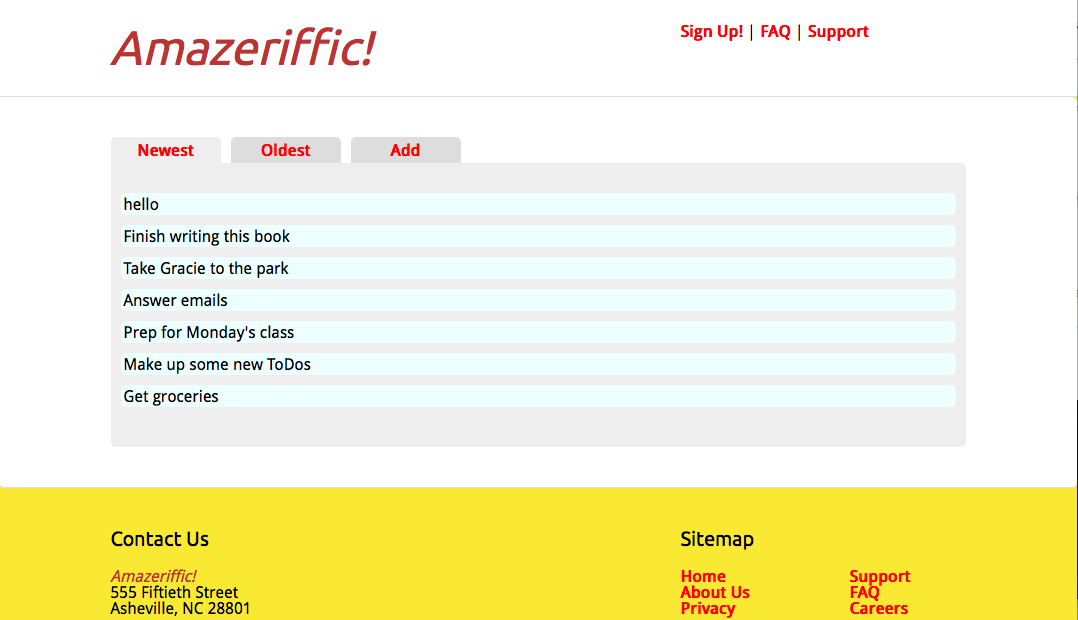 Amazeriffic!
Sign Up! | FAQ | Support
Newest Oldest Add
hello
Finish writing this book
Take Gracie to the park
Answer emails
Prep for Monday's class
Make up some new ToDos
Get groceries
Contact Us
Amazeriffic!
555 Fiftieth Street
Asheville, NC 28801
Sitemap
Home
About Us
Privacy
Support
FAQ
Careers